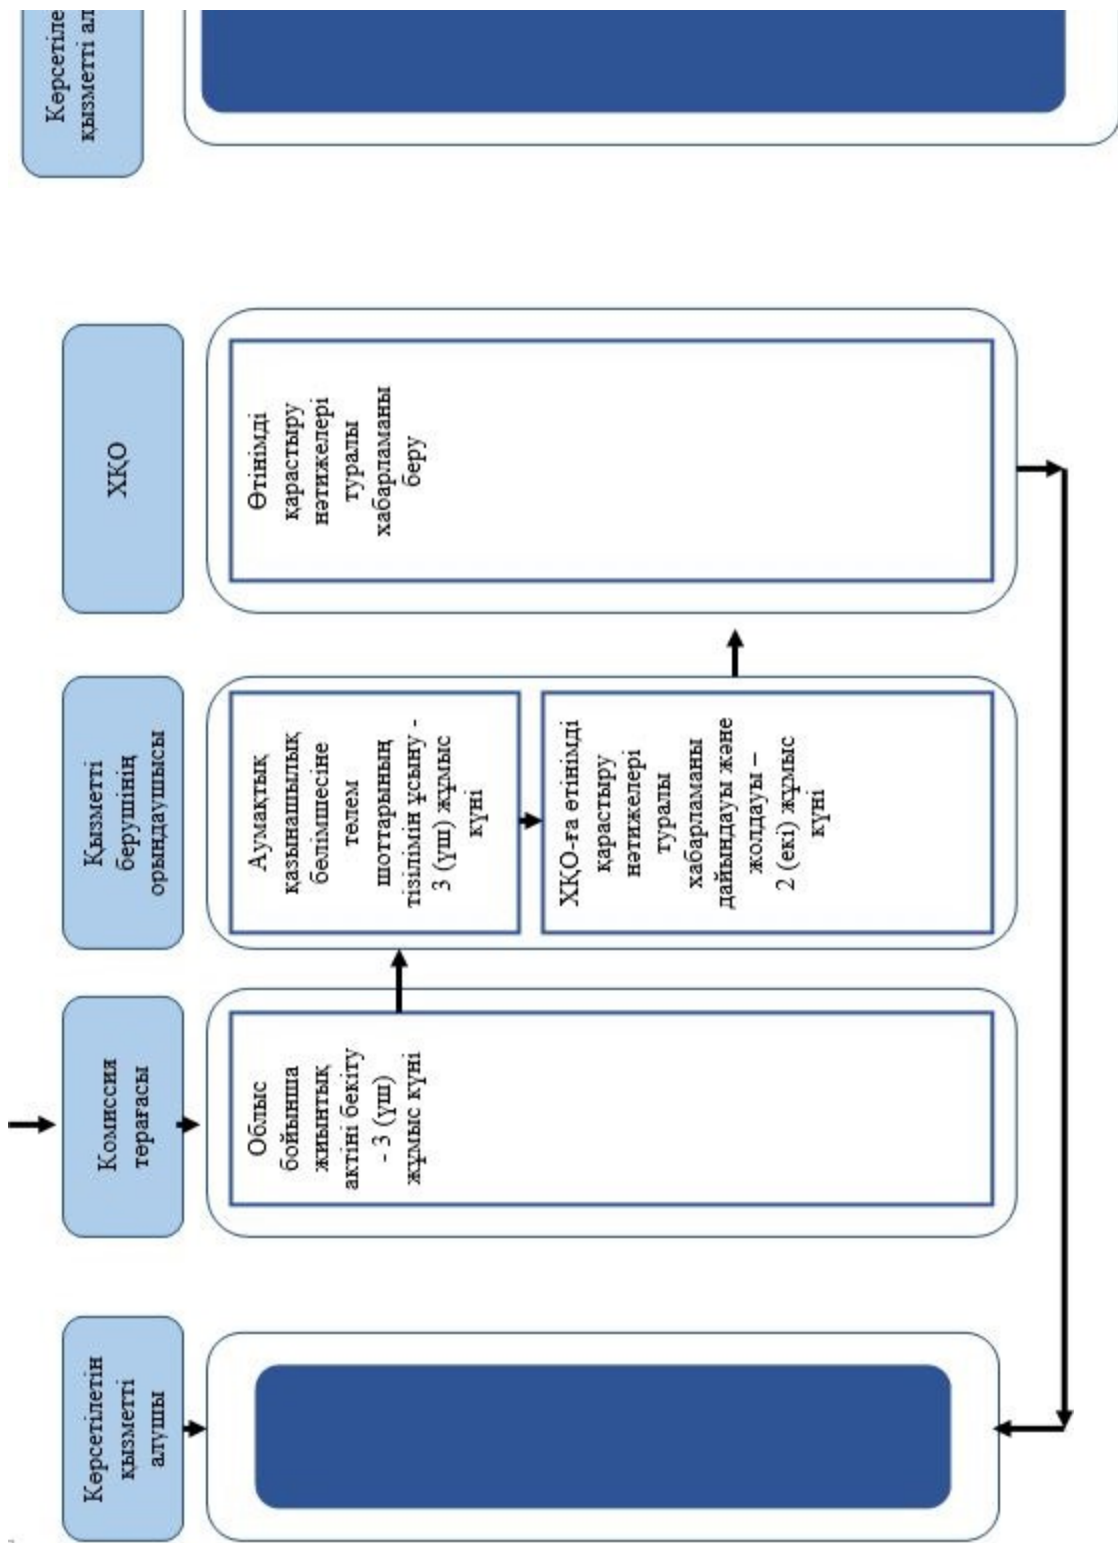 Көрсетілетін
қызметті
алушы
Комиссия
төрағасы
Облыс
бойынша
жиынтық
актіні бекіту
- 3 (үш)
жұмыс күні
Қызметті
берушінің
орындаушысы
Аумақтық
қазынашылық
бөлімшесіне
төлем
шоттарының
тізілімін ұсыну -
3 (үш) жұмыс
күні
ХҚО-ға өтінімді
қарастыру
нәтижелері
туралы
хабарламаны
дайындауы және
жолдауы –
2 (екі) жұмыс
күні
ХҚО
Өтінімді
қарастыру
нәтижелері
туралы
хабарламаны
беру
Көрсетіле
қызметті ал